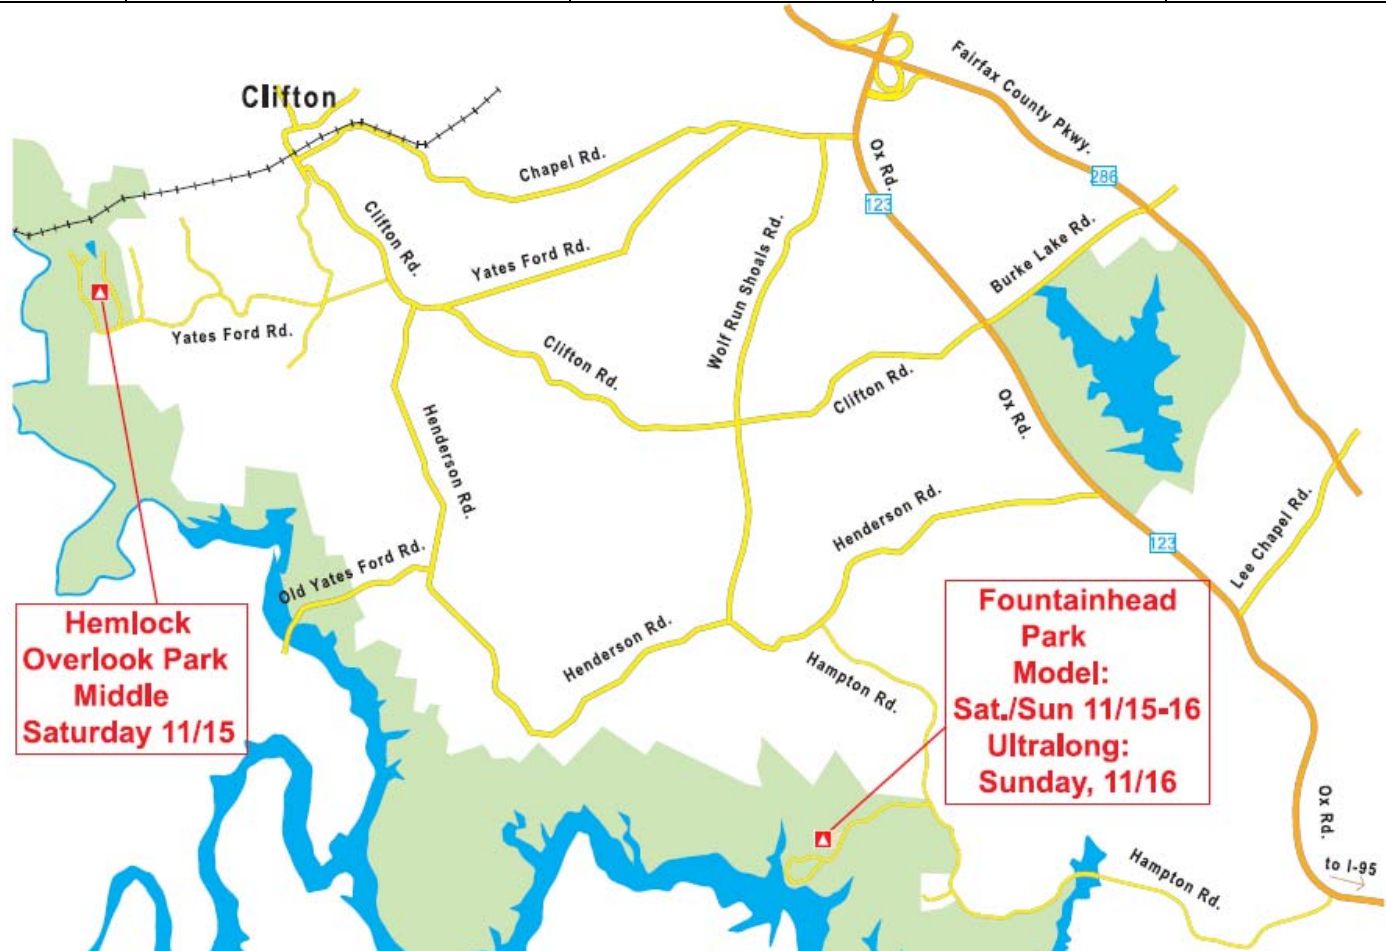 Clifton
Fairfax County Pkwy.
Chapel Rd.
Ox Rd.
286
123
Clifton Rd.
Burke Lake Rd.
Yates Ford Rd.
Wolf Run Shoals Rd.
Yates Ford Rd.
Clifton Rd.
Clifton Rd.
Ox Rd.
Henderson Rd.
Henderson Rd.
Lee Chapel Rd.
123
Old Yates Ford Rd.
Hemlock
Overlook Park
Middle
Saturday 11/15
Fountainhead
Park
Model:
Sat./Sun 11/15-16
Ultralong:
Sunday, 11/16
Henderson Rd.
Hampton Rd.
Ox Rd.
to I-95
Hampton Rd.